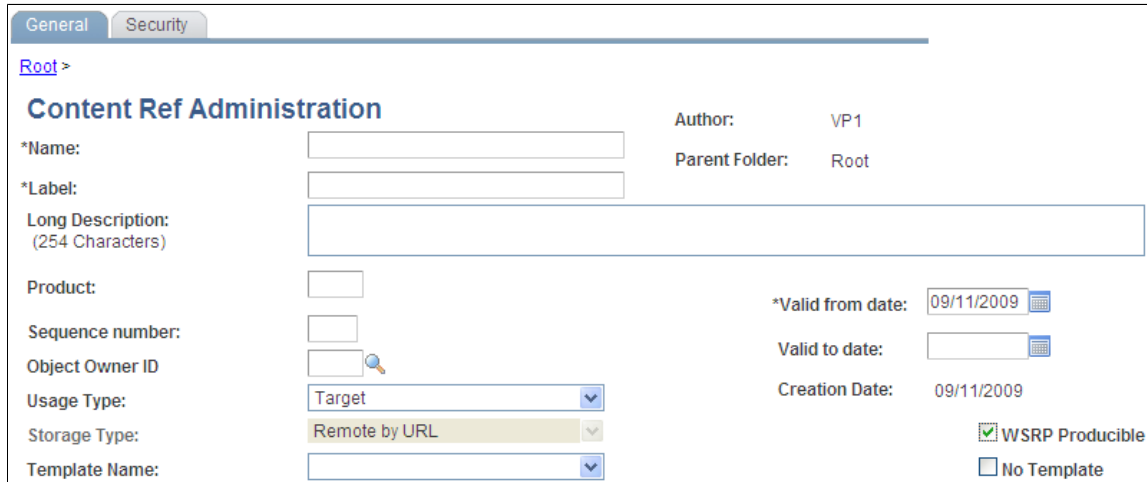 General Security
Root >
Content Ref Administration
Author: VP1
*Name:
Parent Folder: Root
*Label:
Long Description:
(254 Characters)
Product:
*Valid from date: 09/11/2009
Sequence number:
Valid to date:
Object Owner ID
Creation Date: 09/11/2009
Usage Type: Target
Storage Type: Remote by URL
WSRP Producible
Template Name:
No Template